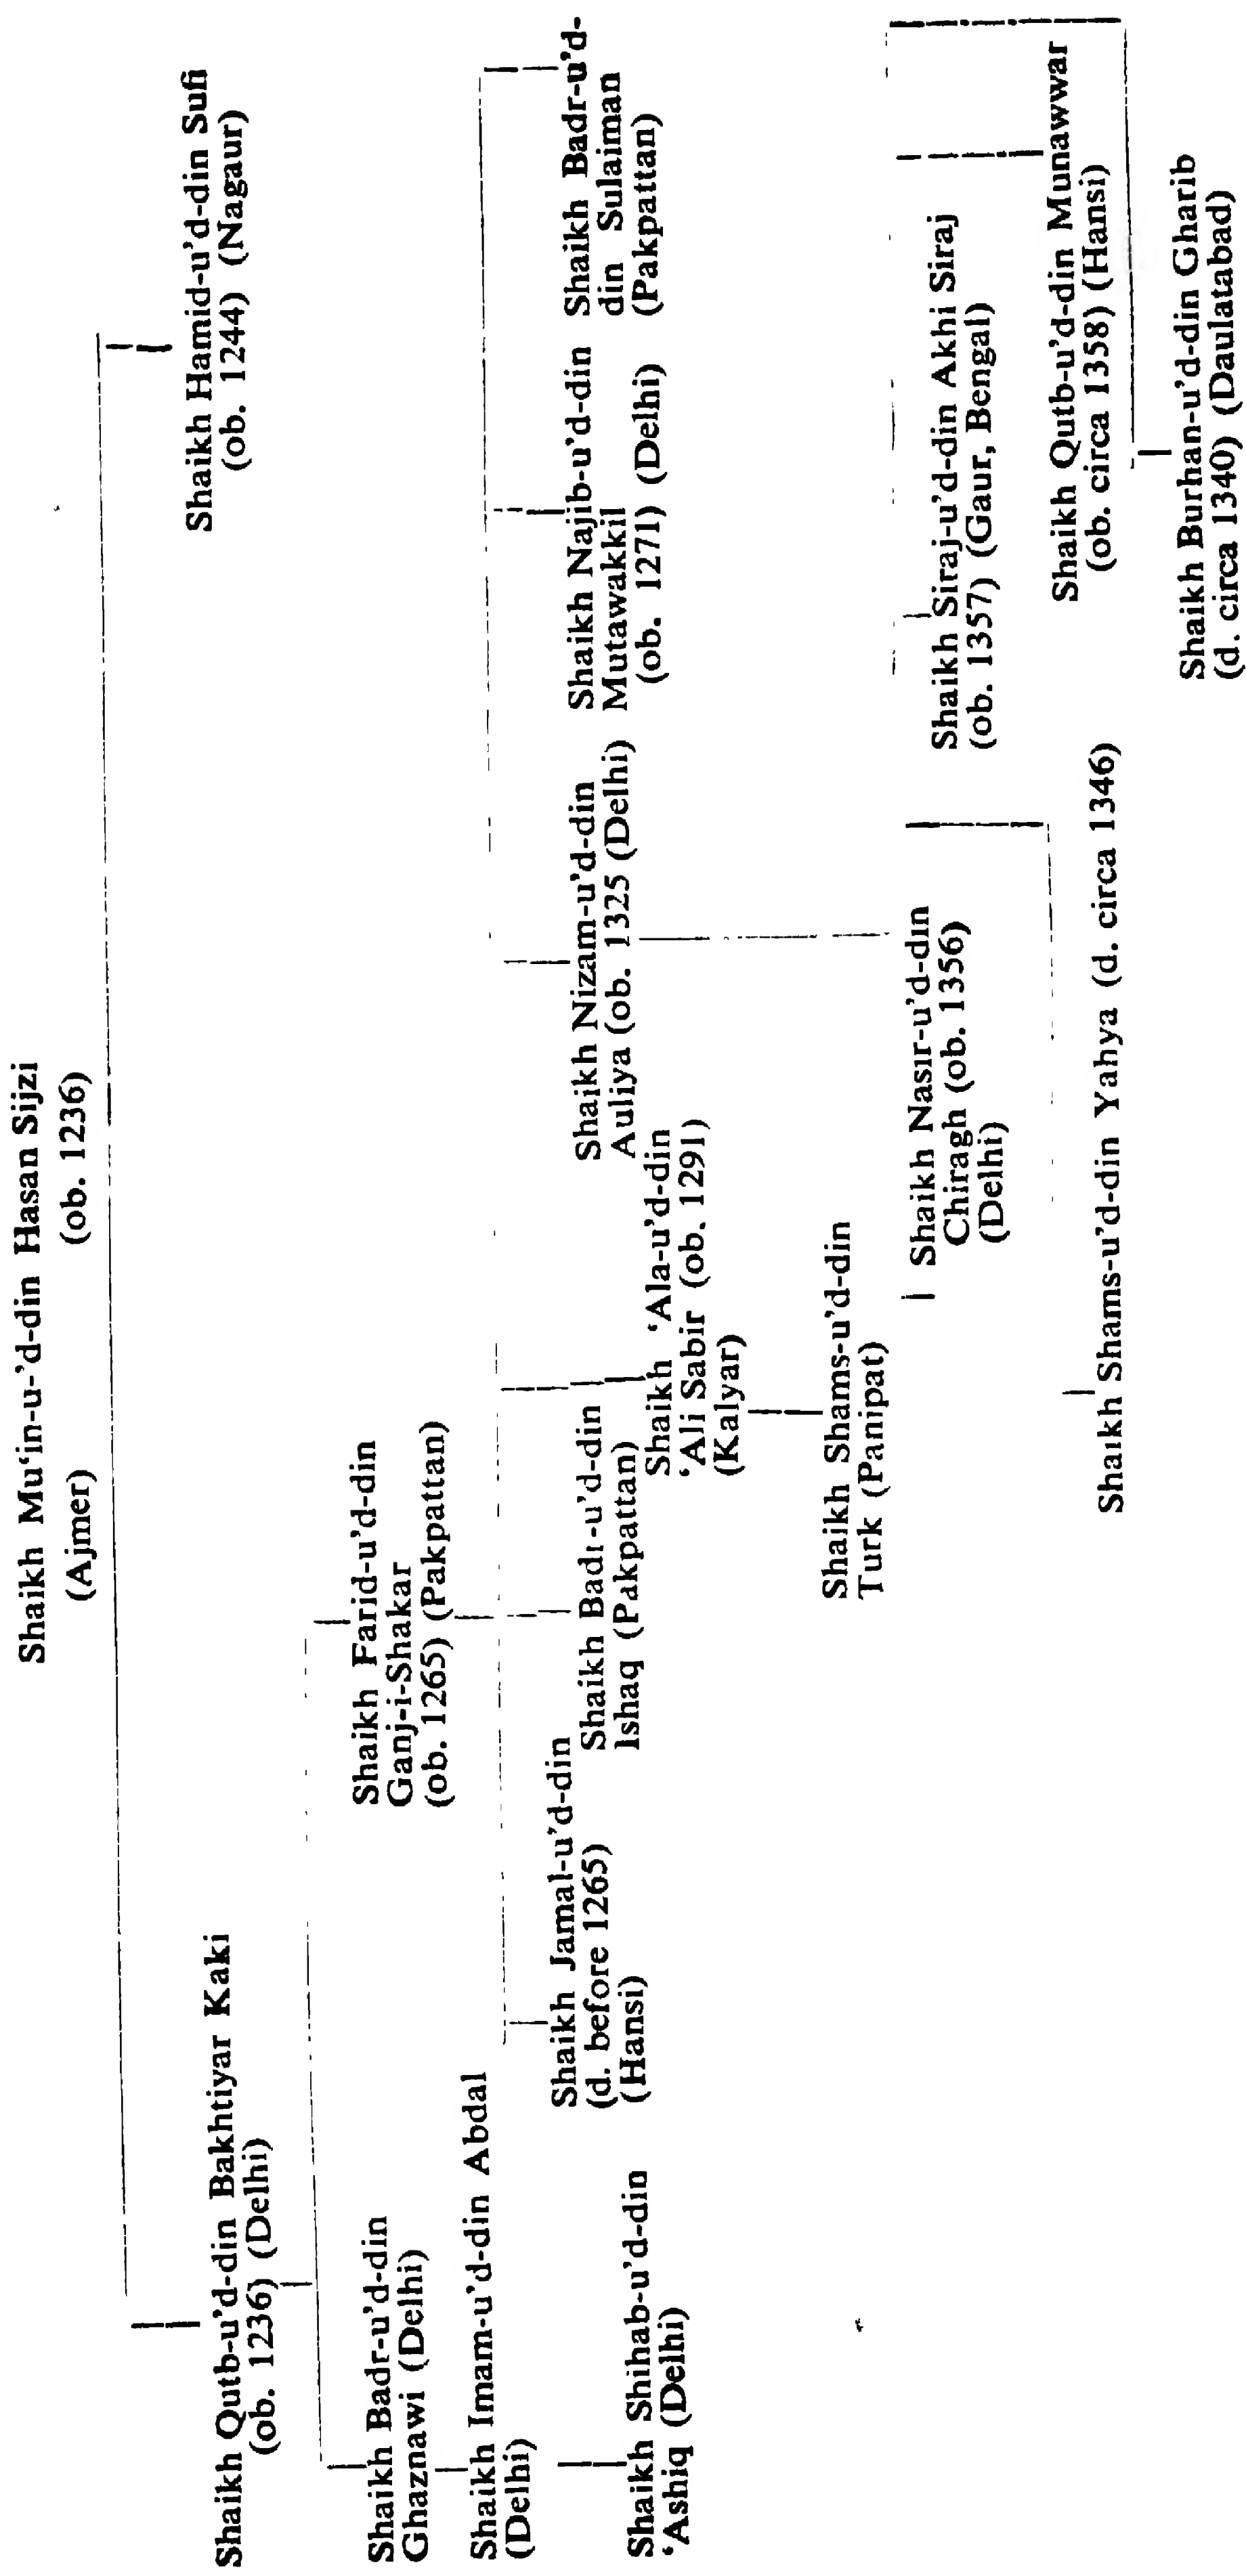 Shaikh Mu‘in-u-’d-din Hasan Sijzi
(Ajmer) (ob. 1236)
Shaikh Qutb-u’d-din Bakhtiyar Kaki
(ob. 1236) (Delhi)
Shaikh Hamid-u’d-din Sufi
(ob. 1244) (Nagaur)
Shaikh Badr-u’d-din
Ghaznawi (Delhi)
Shaikh Farid-u’d-din
Ganj-i-Shakar
(ob. 1265) (Pakpattan)
Shaikh Imam-u’d-din Abdal
(Delhi)
Shaikh Shihab-u’d-din
‘Ashiq (Delhi)
Shaikh Jamal-u’d-din
(d. before 1265)
(Hansi)
Shaikh Badr-u’d-din
Ishaq (Pakpattan)
Shaikh ‘Ala-u’d-din
‘Ali Sabir (ob. 1291)
(Kalyar)
Shaikh Nizam-u’d-din
Auliya (ob. 1325 (Delhi)
Shaikh Najib-u’d-din
Mutawakkil
(ob. 1271) (Delhi)
Shaikh Badr-u’d-
din Sulaiman
(Pakpattan)
Shaikh Shams-u’d-din
Turk (Panipat)
Shaikh Nasir-u’d-din
Chiragh (ob. 1356)
(Delhi)
Shaikh Siraj-u’d-din Akhi Siraj
(ob. 1357) (Gaur, Bengal)
Shaikh Qutb-u’d-din Munawwar
(ob. circa 1358) (Hansi)
Shaikh Shams-u’d-din Yahya (d. circa 1346)
Shaikh Burhan-u’d-din Gharib
(d. circa 1340) (Daulatabad)